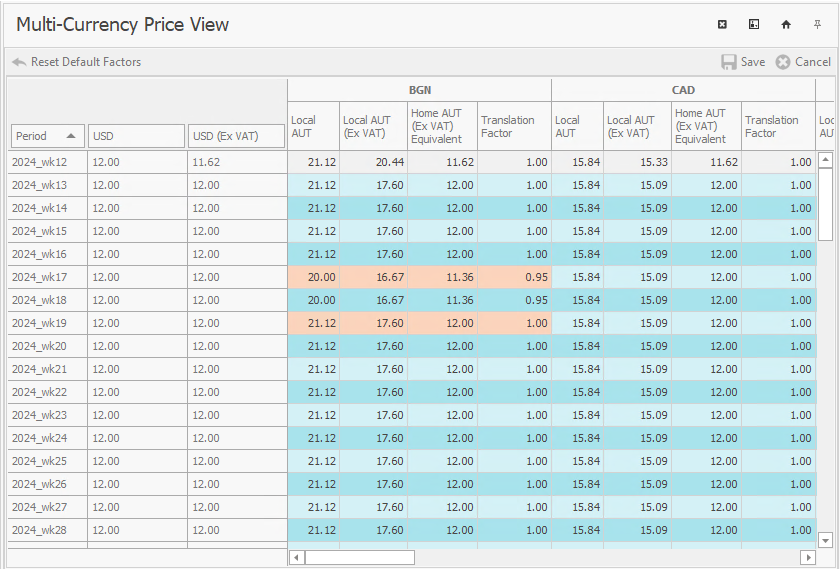 Multi-Currency Price View
Reset Default Factors Save Cancel
BGN CAD
Period USD USD (Ex VAT) Local AUT Local AUT (Ex VAT) Home AUT (Ex VAT) Equivalent Translation Factor Local AUT Local AUT (Ex VAT) Home AUT (Ex VAT) Equivalent Translation Factor
2024_wk12 12.00 11.62 21.12 20.44 11.62 1.00 15.84 15.33 11.62 1.00
2024_wk13 12.00 12.00 21.12 17.60 12.00 1.00 15.84 15.09 12.00 1.00
2024_wk14 12.00 12.00 21.12 17.60 12.00 1.00 15.84 15.09 12.00 1.00
2024_wk15 12.00 12.00 21.12 17.60 12.00 1.00 15.84 15.09 12.00 1.00
2024_wk16 12.00 12.00 21.12 17.60 12.00 1.00 15.84 15.09 12.00 1.00
2024_wk17 12.00 12.00 20.00 16.67 11.36 0.95 15.84 15.09 12.00 1.00
2024_wk18 12.00 12.00 20.00 16.67 11.36 0.95 15.84 15.09 12.00 1.00
2024_wk19 12.00 12.00 21.12 17.60 12.00 1.00 15.84 15.09 12.00 1.00
2024_wk20 12.00 12.00 21.12 17.60 12.00 1.00 15.84 15.09 12.00 1.00
2024_wk21 12.00 12.00 21.12 17.60 12.00 1.00 15.84 15.09 12.00 1.00
2024_wk22 12.00 12.00 21.12 17.60 12.00 1.00 15.84 15.09 12.00 1.00
2024_wk23 12.00 12.00 21.12 17.60 12.00 1.00 15.84 15.09 12.00 1.00
2024_wk24 12.00 12.00 21.12 17.60 12.00 1.00 15.84 15.09 12.00 1.00
2024_wk25 12.00 12.00 21.12 17.60 12.00 1.00 15.84 15.09 12.00 1.00
2024_wk26 12.00 12.00 21.12 17.60 12.00 1.00 15.84 15.09 12.00 1.00
2024_wk27 12.00 12.00 21.12 17.60 12.00 1.00 15.84 15.09 12.00 1.00
2024_wk28 12.00 12.00 21.12 17.60 12.00 1.00 15.84 15.09 12.00 1.00